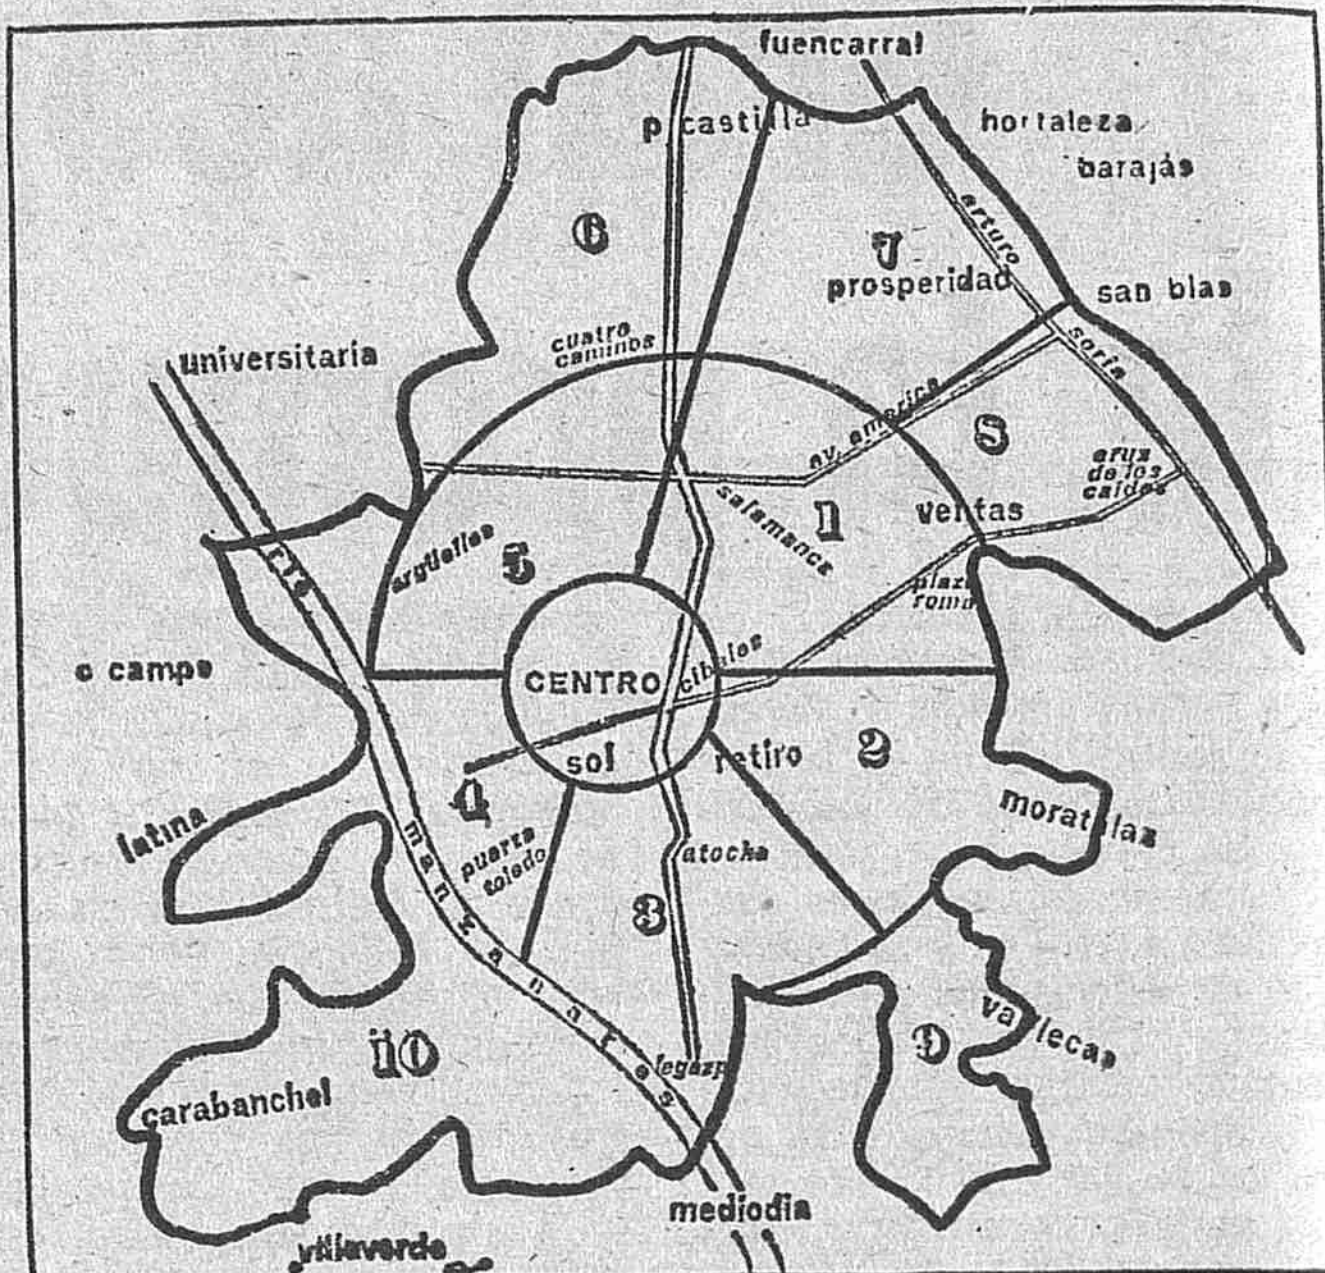 fuencarral
p castilla
hortaleza
barajás
6
arturo
7
prosperidad
san blas
soria
cuatro
caminos
universitaria
av. america
8
cruz
de los
caidos
salamanca
1
ventas
argüelles
5
rio
plaza
roma
c campo
CENTRO
cibeles
sol
retiro
2
4
moratalaz
latina
puerta
toledo
atocha
manzanares
3
vallecas
9
10
legazpi
carabanchel
mediodia
villaverde